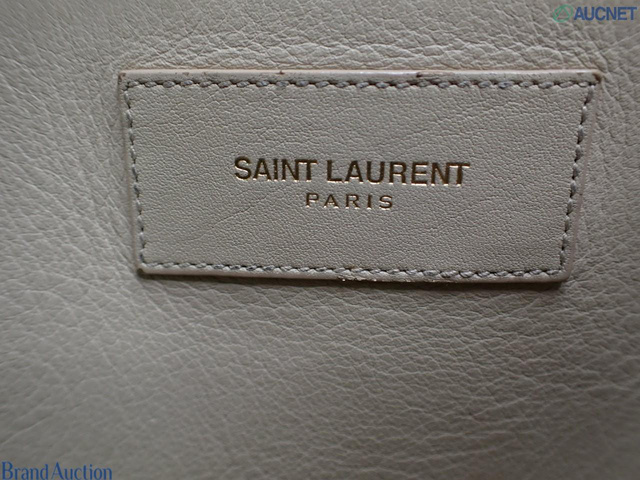 AUCNET
SAINT LAURENT
PARIS
Brand Auction